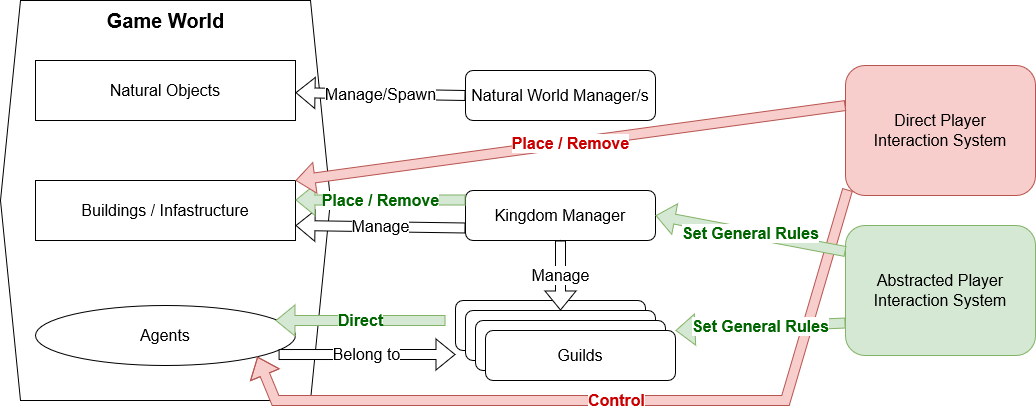 Game World
Natural Objects
Manage/Spawn
Natural World Manager/s
Direct Player
Interaction System
Place / Remove
Buildings / Infastructure
Place / Remove
Manage
Kingdom Manager
Set General Rules
Manage
Abstracted Player
Interaction System
Agents
Direct
Belong to
Guilds
Set General Rules
Control